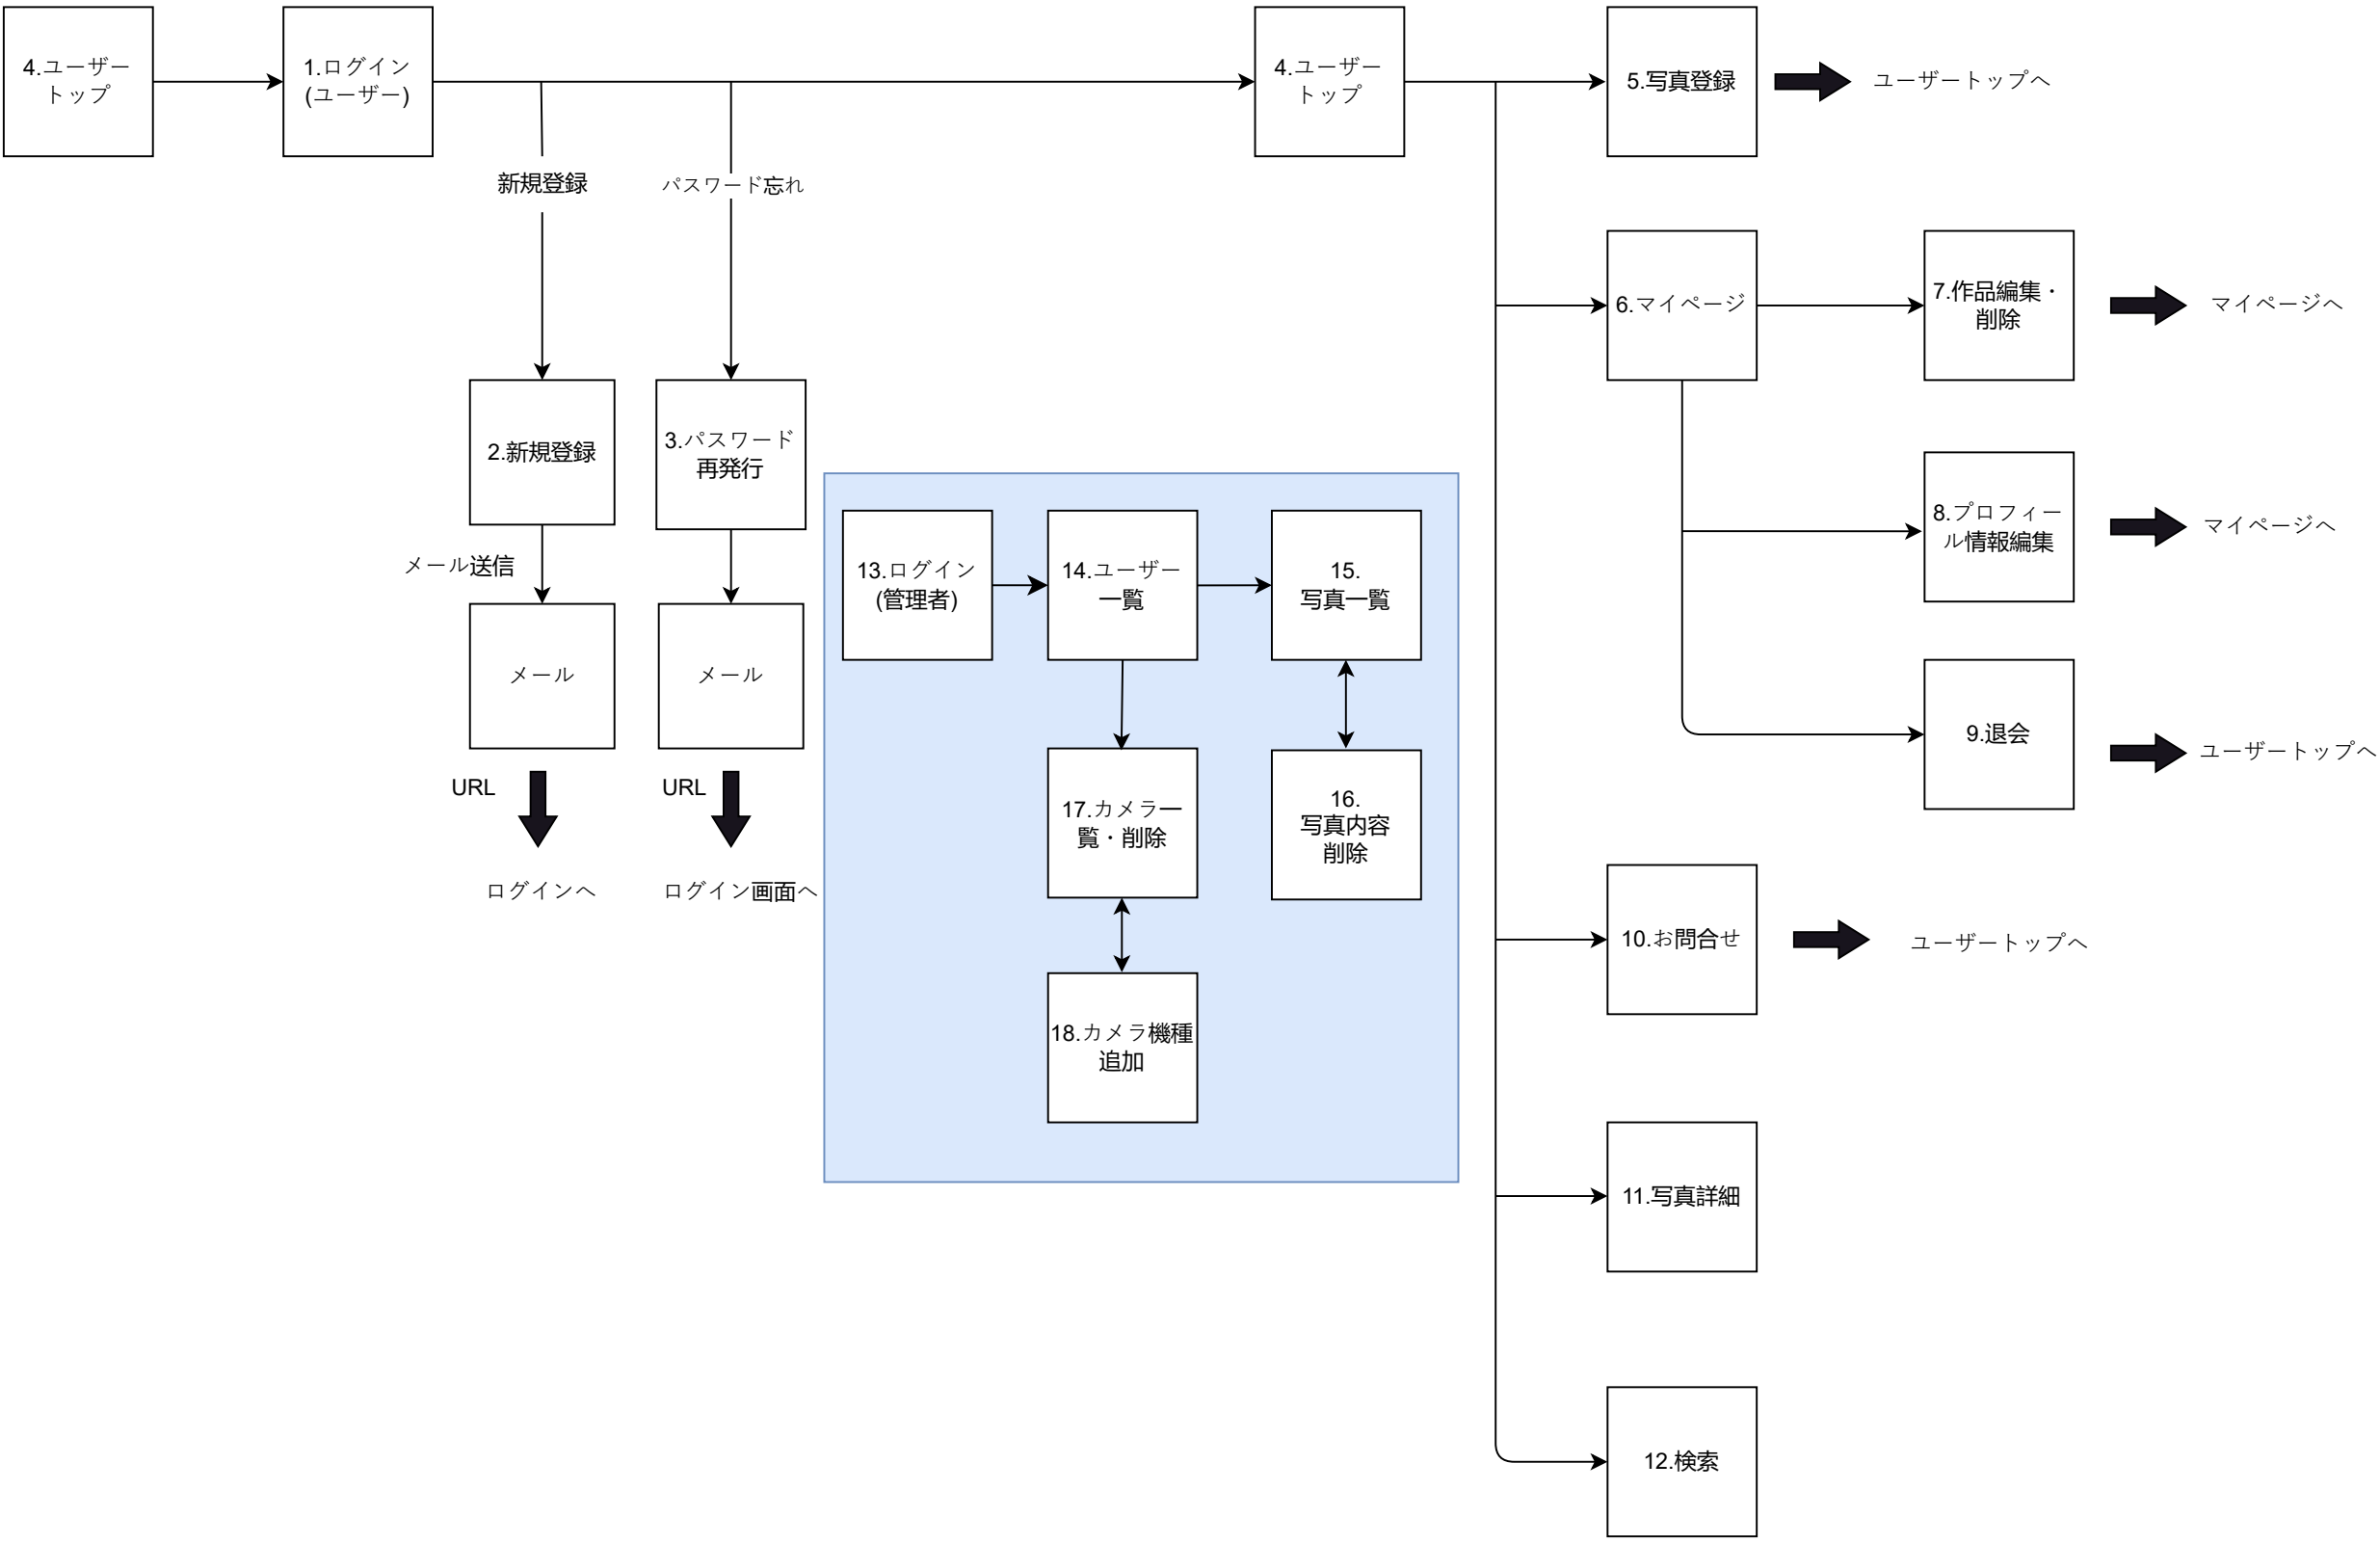 4.ユーザー
トップ
1.ログイン
(ユーザー)
4.ユーザー
トップ
5.写真登録
ユーザートップへ
新規登録
パスワード忘れ
6.マイページ
7.作品編集・
削除
マイページへ
2.新規登録
3.パスワード
再発行
8.プロフィー
ル情報編集
マイページへ
メール送信
13.ログイン
(管理者)
14.ユーザー
一覧
15.
写真一覧
メール
メール
9.退会
ユーザートップへ
URL
URL
17.カメラ一
覧・削除
16.
写真内容
削除
ログインへ
ログイン画面へ
10.お問合せ
ユーザートップへ
18.カメラ機種
追加
11.写真詳細
12.検索